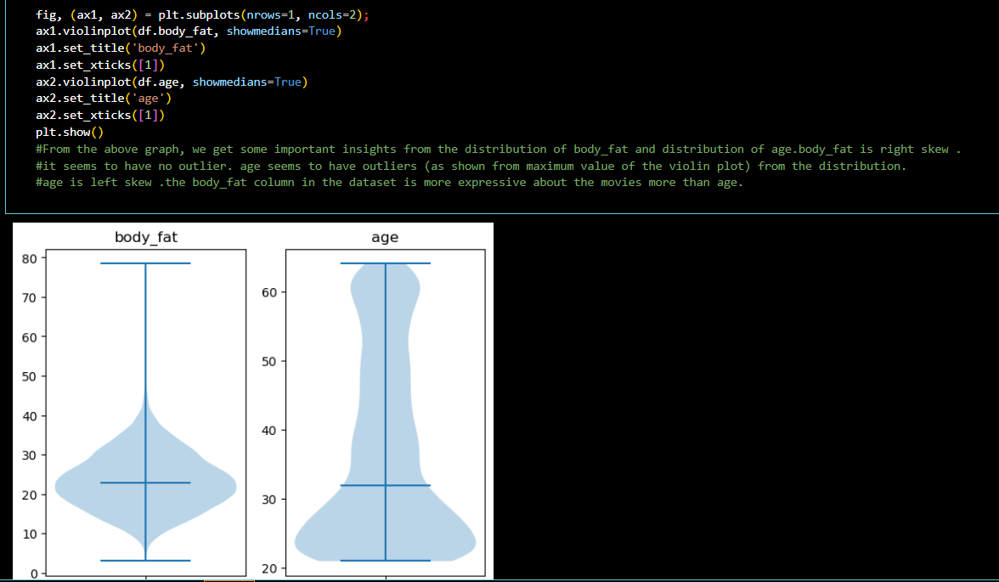 fig, (ax1, ax2) = plt.subplots(nrows=1, ncols=2);
ax1.violinplot(df.body_fat, showmedians=True)
ax1.set_title('body_fat')
ax1.set_xticks([1])
ax2.violinplot(df.age, showmedians=True)
ax2.set_title('age')
ax2.set_xticks([1])
plt.show()
#From the above graph, we get some important insights from the distribution of body_fat and distribution of age.body_fat is right skew .
#it seems to have no outlier. age seems to have outliers (as shown from maximum value of the violin plot) from the distribution.
#age is left skew .the body_fat column in the dataset is more expressive about the movies more than age.
body_fat
80
70
60
50
40
30
20
10
0
age
60
50
40
30
20